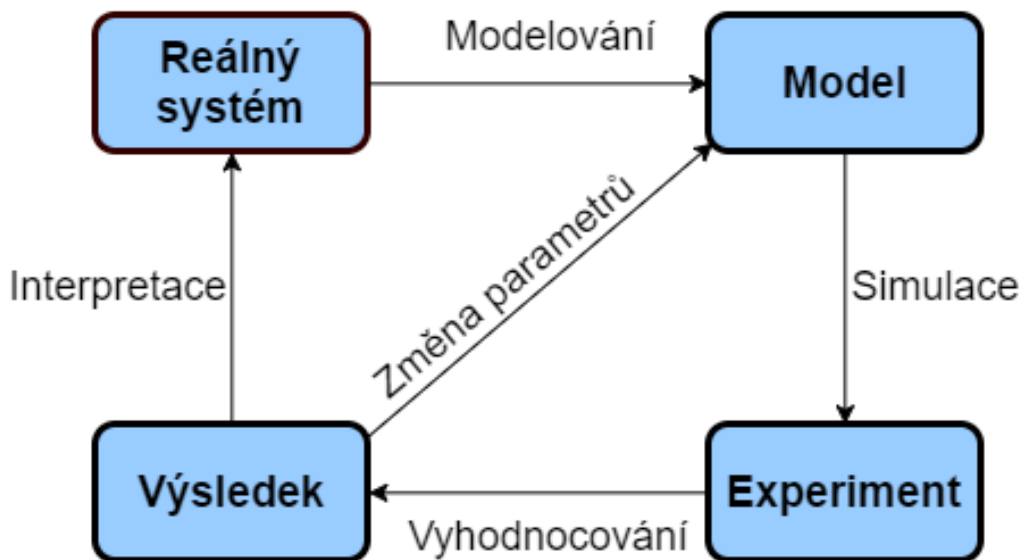 Reálný
systém
Modelování
Model
Interpretace
Změna parametrů
Simulace
Výsledek
Vyhodnocování
Experiment